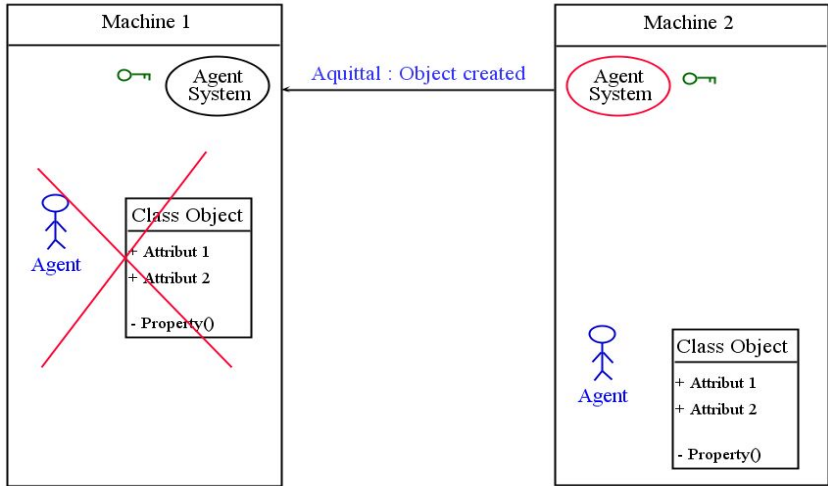 Machine 1
Agent
System
Agent
Class Object
+ Attribut 1
+ Attribut 2
- Property()
Aquittal : Object created
Machine 2
Agent
System
Agent
Class Object
+ Attribut 1
+ Attribut 2
- Property()